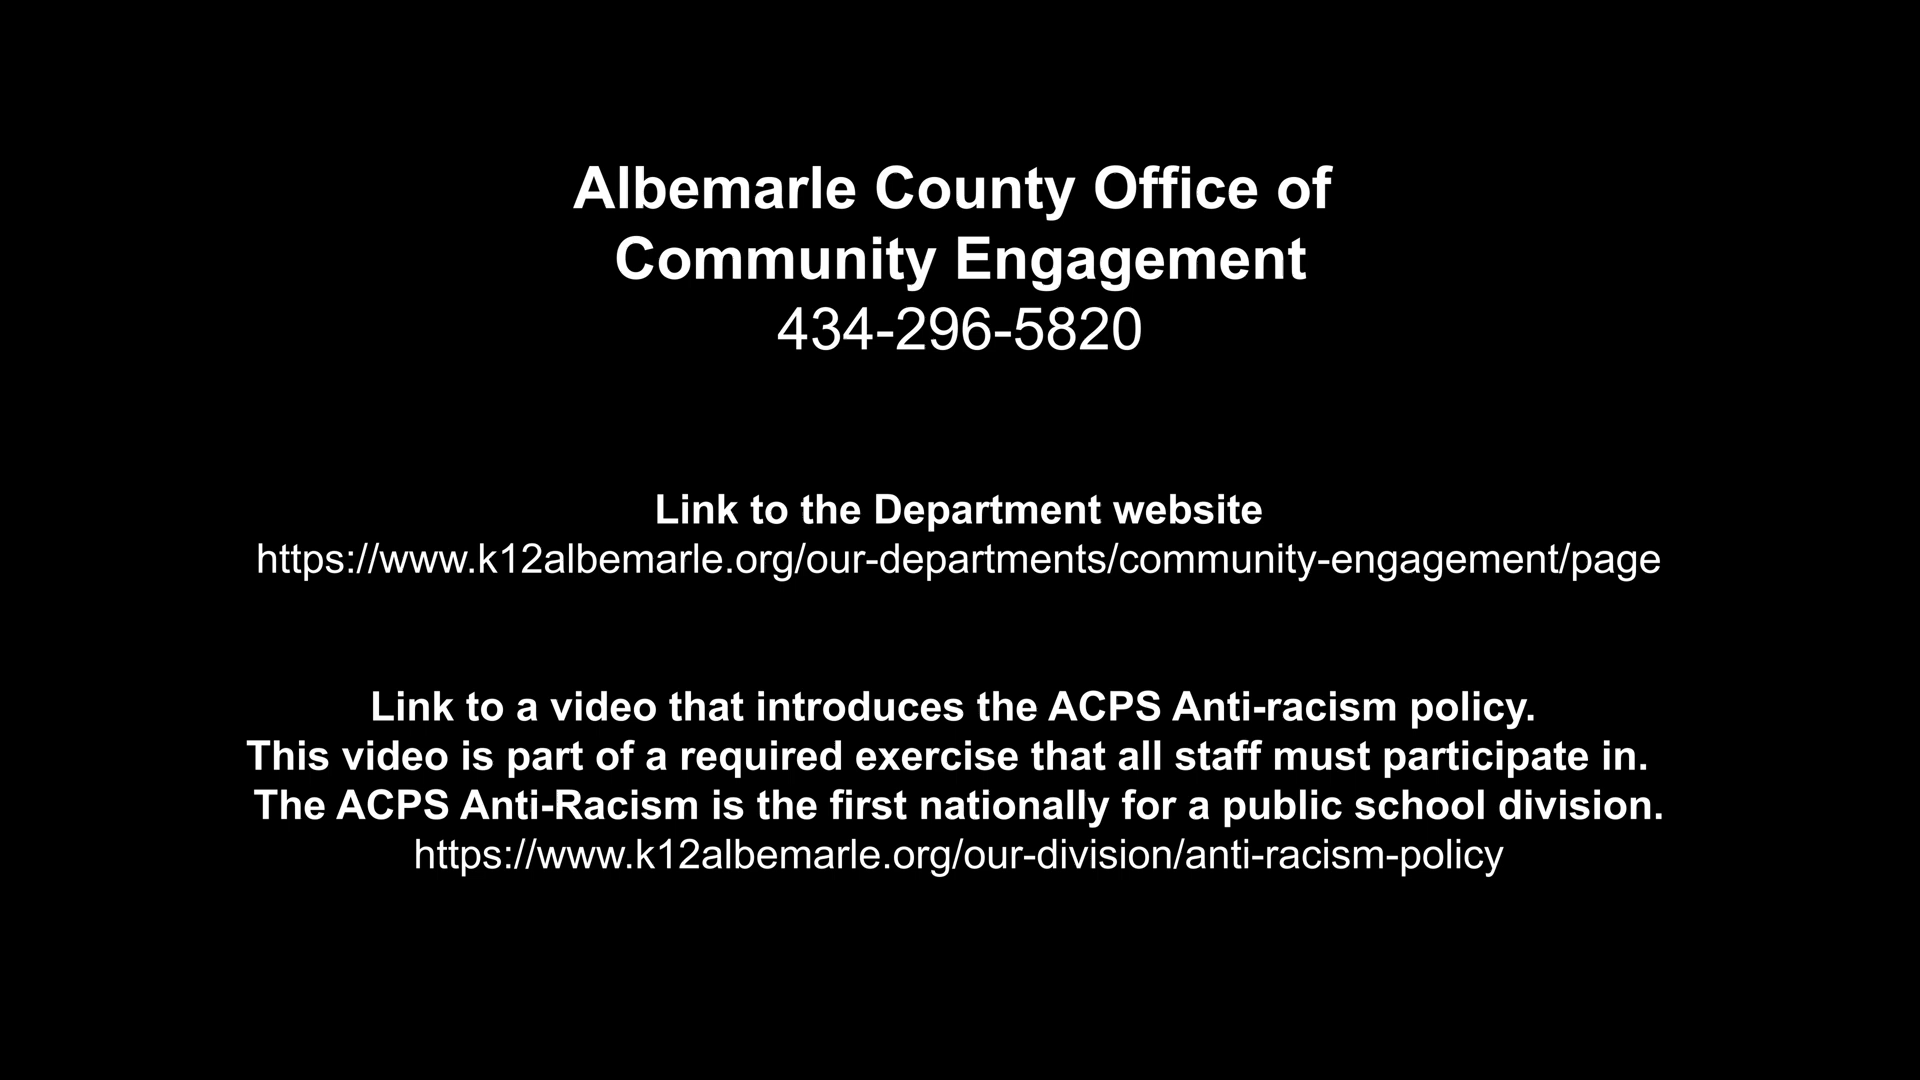 Albemarle County Office of
Community Engagement
434-296-5820
Link to the Department website
https://www.k12albemarle.org/our-departments/community-engagement/page
Link to a video that introduces the ACPS Anti-racism policy.
This video is part of a required exercise that all staff must participate in.
The ACPS Anti-Racism is the first nationally for a public school division.
https://www.k12albemarle.org/our-division/anti-racism-policy